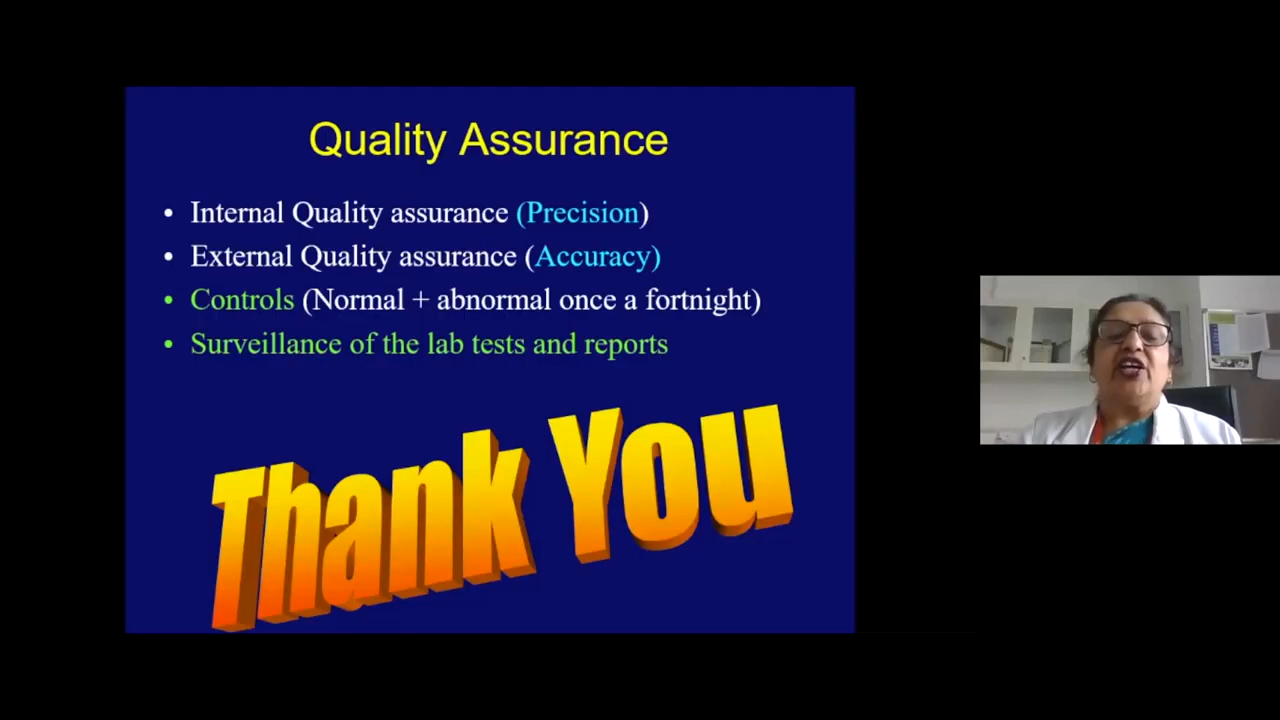 Quality Assurance
• Internal Quality assurance (Precision)
• External Quality assurance (Accuracy)
• Controls (Normal + abnormal once a fortnight)
• Surveillance of the lab tests and reports
Thank You